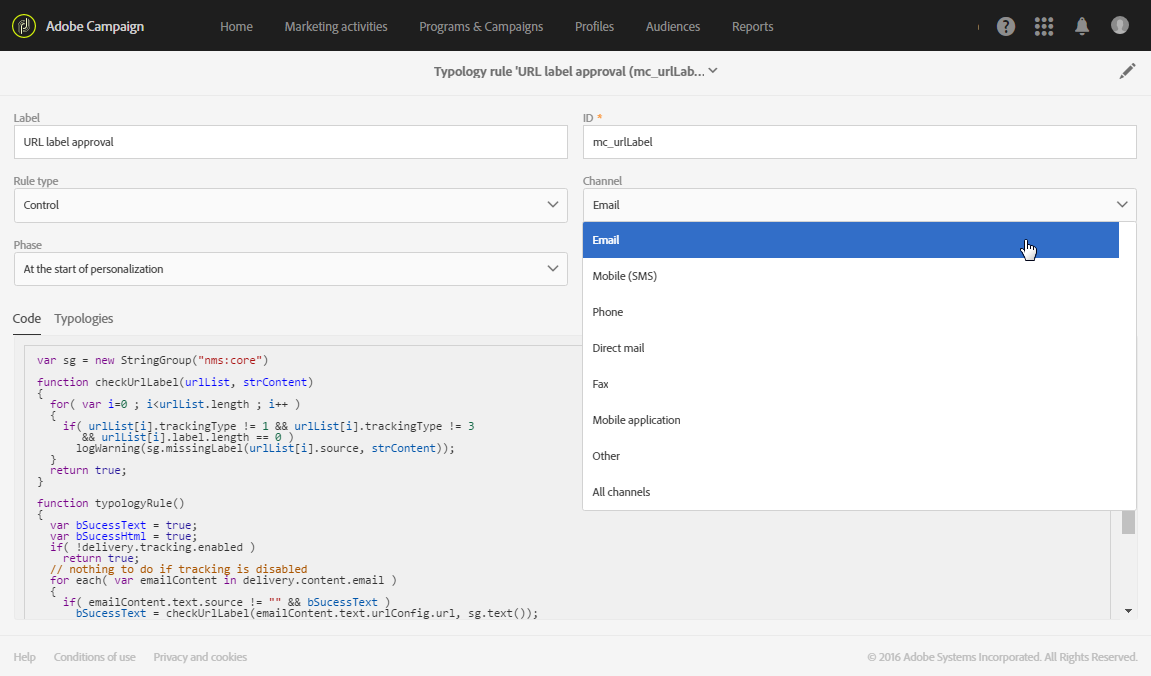 Adobe Campaign Home Marketing activities Programs & Campaigns Profiles Audiences Reports
Typology rule 'URL label approval (mc_urlLab...
Label
URL label approval
ID *
mc_urlLabel
Rule type
Control
Channel
Email
Phase
At the start of personalization
Email
Mobile (SMS)
Phone
Direct mail
Fax
Mobile application
Other
All channels
Code Typologies
var sg = new StringGroup("nms:core")
function checkUrlLabel(urlList, strContent)
{
for( var i=0 ; i<urlList.length ; i++ )
{
if( urlList[i].trackingType != 1 && urlList[i].trackingType != 3
&& urlList[i].label.length == 0 )
logWarning(sg.missingLabel(urlList[i].source, strContent));
}
return true;
}
function typologyRule()
{
var bSucessText = true;
var bSucessHtml = true;
if( !delivery.tracking.enabled )
return true;
// nothing to do if tracking is disabled
for each( var emailContent in delivery.content.email )
{
if( emailContent.text.source != "" && bSucessText )
bSucessText = checkUrlLabel(emailContent.text.urlConfig.url, sg.text());
Help Conditions of use Privacy and cookies © 2016 Adobe Systems Incorporated. All Rights Reserved.